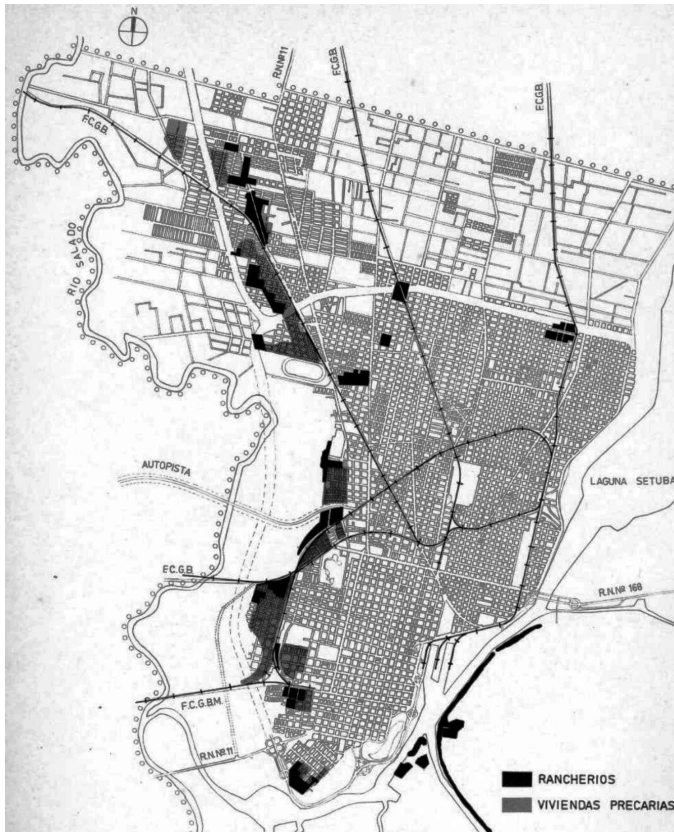 N
R.N.Nº11
F.C.G.B.
F.C.G.B.
F.C.G.B.
RIO SALADO
AUTOPISTA
LAGUNA SETUBA
F.C.G.B.
R.N.Nº 168
F.C.G.B.M.
R.N.Nº11
RANCHERIOS
VIVIENDAS PRECARIAS